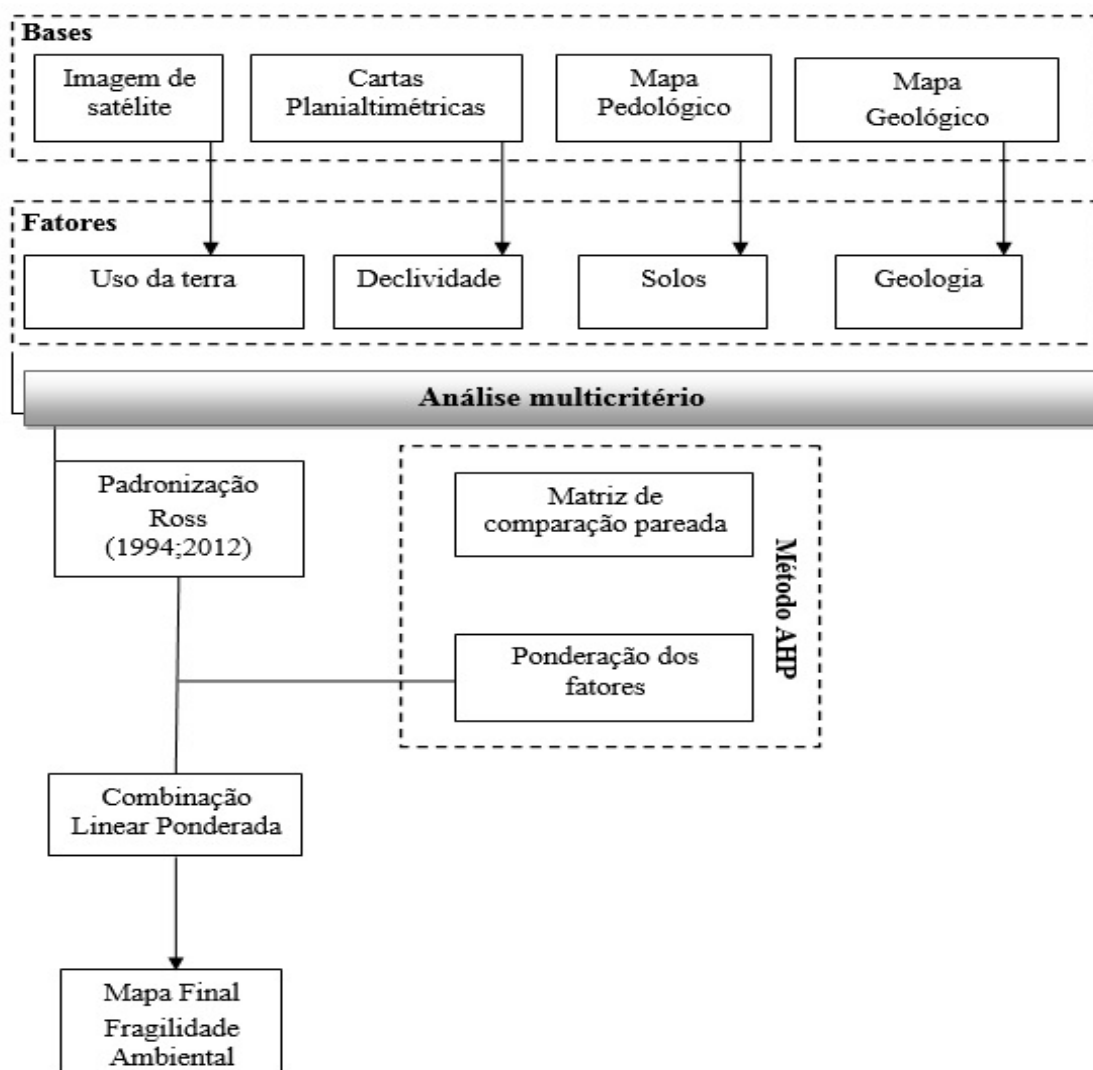 Bases
Imagem de
satélite
Cartas
Planialtimétricas
Mapa
Pedológico
Mapa
Geológico
Fatores
Uso da terra
Declividade
Solos
Geologia
Análise multicritério
Padronização
Ross
(1994;2012)
Matriz de
comparação pareada
Método AHP
Ponderação dos
fatores
Combinação
Linear Ponderada
Mapa Final
Fragilidade
Ambiental